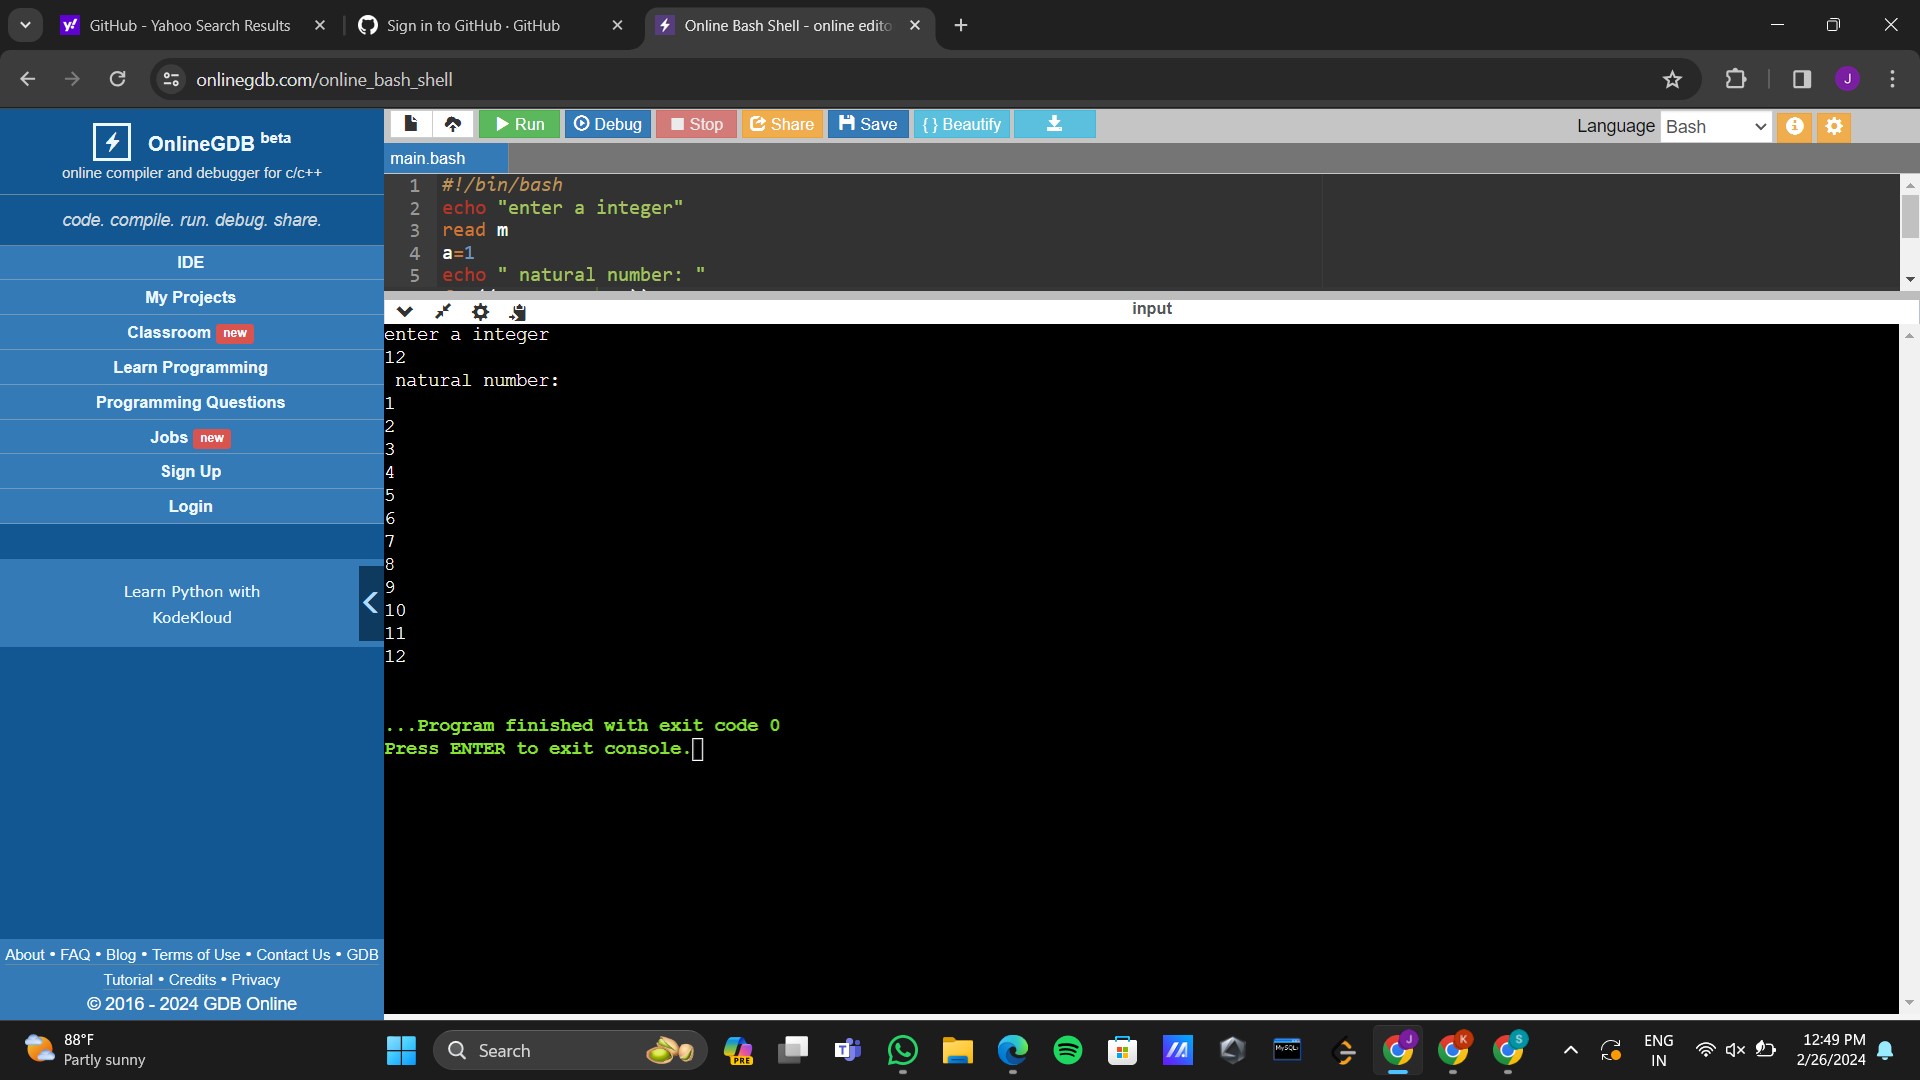 GitHub - Yahoo Search Results
Sign in to GitHub · GitHub
Online Bash Shell - online edito
onlinegdb.com/online_bash_shell
J
OnlineGDB beta
online compiler and debugger for c/c++
code. compile. run. debug. share.
IDE
My Projects
Classroom new
Learn Programming
Programming Questions
Jobs new
Sign Up
Login
Learn Python with
KodeKloud
About • FAQ • Blog • Terms of Use • Contact Us • GDB
Tutorial • Credits • Privacy
© 2016 - 2024 GDB Online
Run Debug Stop Share Save { } Beautify
Language Bash
main.bash
1 #!/bin/bash
2 echo "enter a integer"
3 read m
4 a=1
5 echo " natural number: "
input
enter a integer
12
natural number:
1
2
3
4
5
6
7
8
9
10
11
12
...Program finished with exit code 0
Press ENTER to exit console.
88°F
Partly sunny
Search
PRE
MySQL
J
K
S
ENG
IN
12:49 PM
2/26/2024